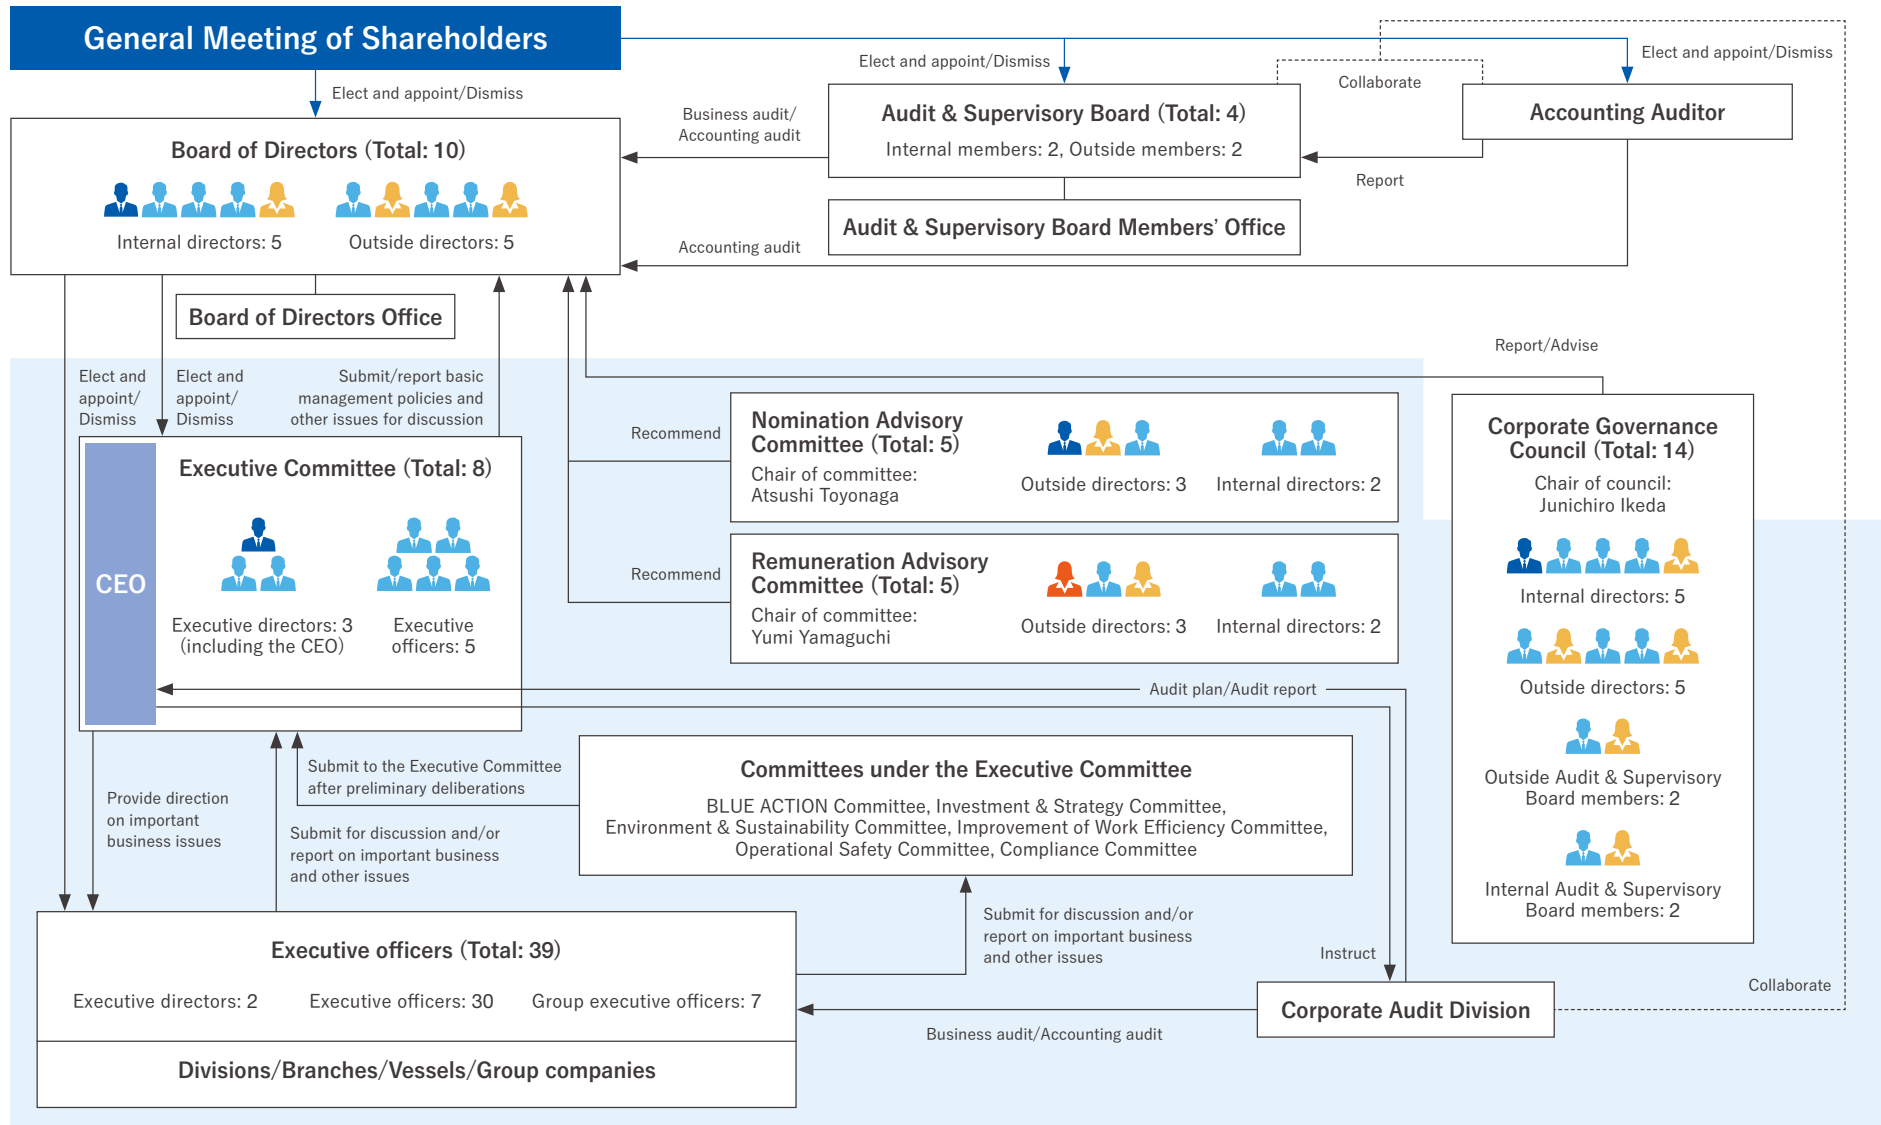 General Meeting of Shareholders
Elect and appoint/Dismiss
Elect and appoint/Dismiss
Elect and appoint/Dismiss
Collaborate
Business audit/
Accounting audit
Audit & Supervisory Board (Total: 4)
Internal members: 2, Outside members: 2
Accounting Auditor
Report
Board of Directors (Total: 10)
Internal directors: 5
Outside directors: 5
Audit & Supervisory Board Members’ Office
Accounting audit
Board of Directors Office
Report/Advise
Elect and
appoint/
Dismiss
Elect and
appoint/
Dismiss
Submit/report basic
management policies and
other issues for discussion
Recommend
Nomination Advisory
Committee (Total: 5)
Chair of committee:
Atsushi Toyonaga
Outside directors: 3
Internal directors: 2
Corporate Governance
Council (Total: 14)
Chair of council:
Junichiro Ikeda
Internal directors: 5
Outside directors: 5
Outside Audit & Supervisory
Board members: 2
Internal Audit & Supervisory
Board members: 2
CEO
Executive Committee (Total: 8)
Executive directors: 3
(including the CEO)
Executive
officers: 5
Recommend
Remuneration Advisory
Committee (Total: 5)
Chair of committee:
Yumi Yamaguchi
Outside directors: 3
Internal directors: 2
Audit plan/Audit report
Provide direction
on important
business issues
Submit to the Executive Committee
after preliminary deliberations
Submit for discussion and/or
report on important business
and other issues
Committees under the Executive Committee
BLUE ACTION Committee, Investment & Strategy Committee,
Environment & Sustainability Committee, Improvement of Work Efficiency Committee,
Operational Safety Committee, Compliance Committee
Submit for discussion and/or
report on important business
and other issues
Instruct
Collaborate
Executive officers (Total: 39)
Executive directors: 2
Executive officers: 30
Group executive officers: 7
Divisions/Branches/Vessels/Group companies
Corporate Audit Division
Business audit/Accounting audit